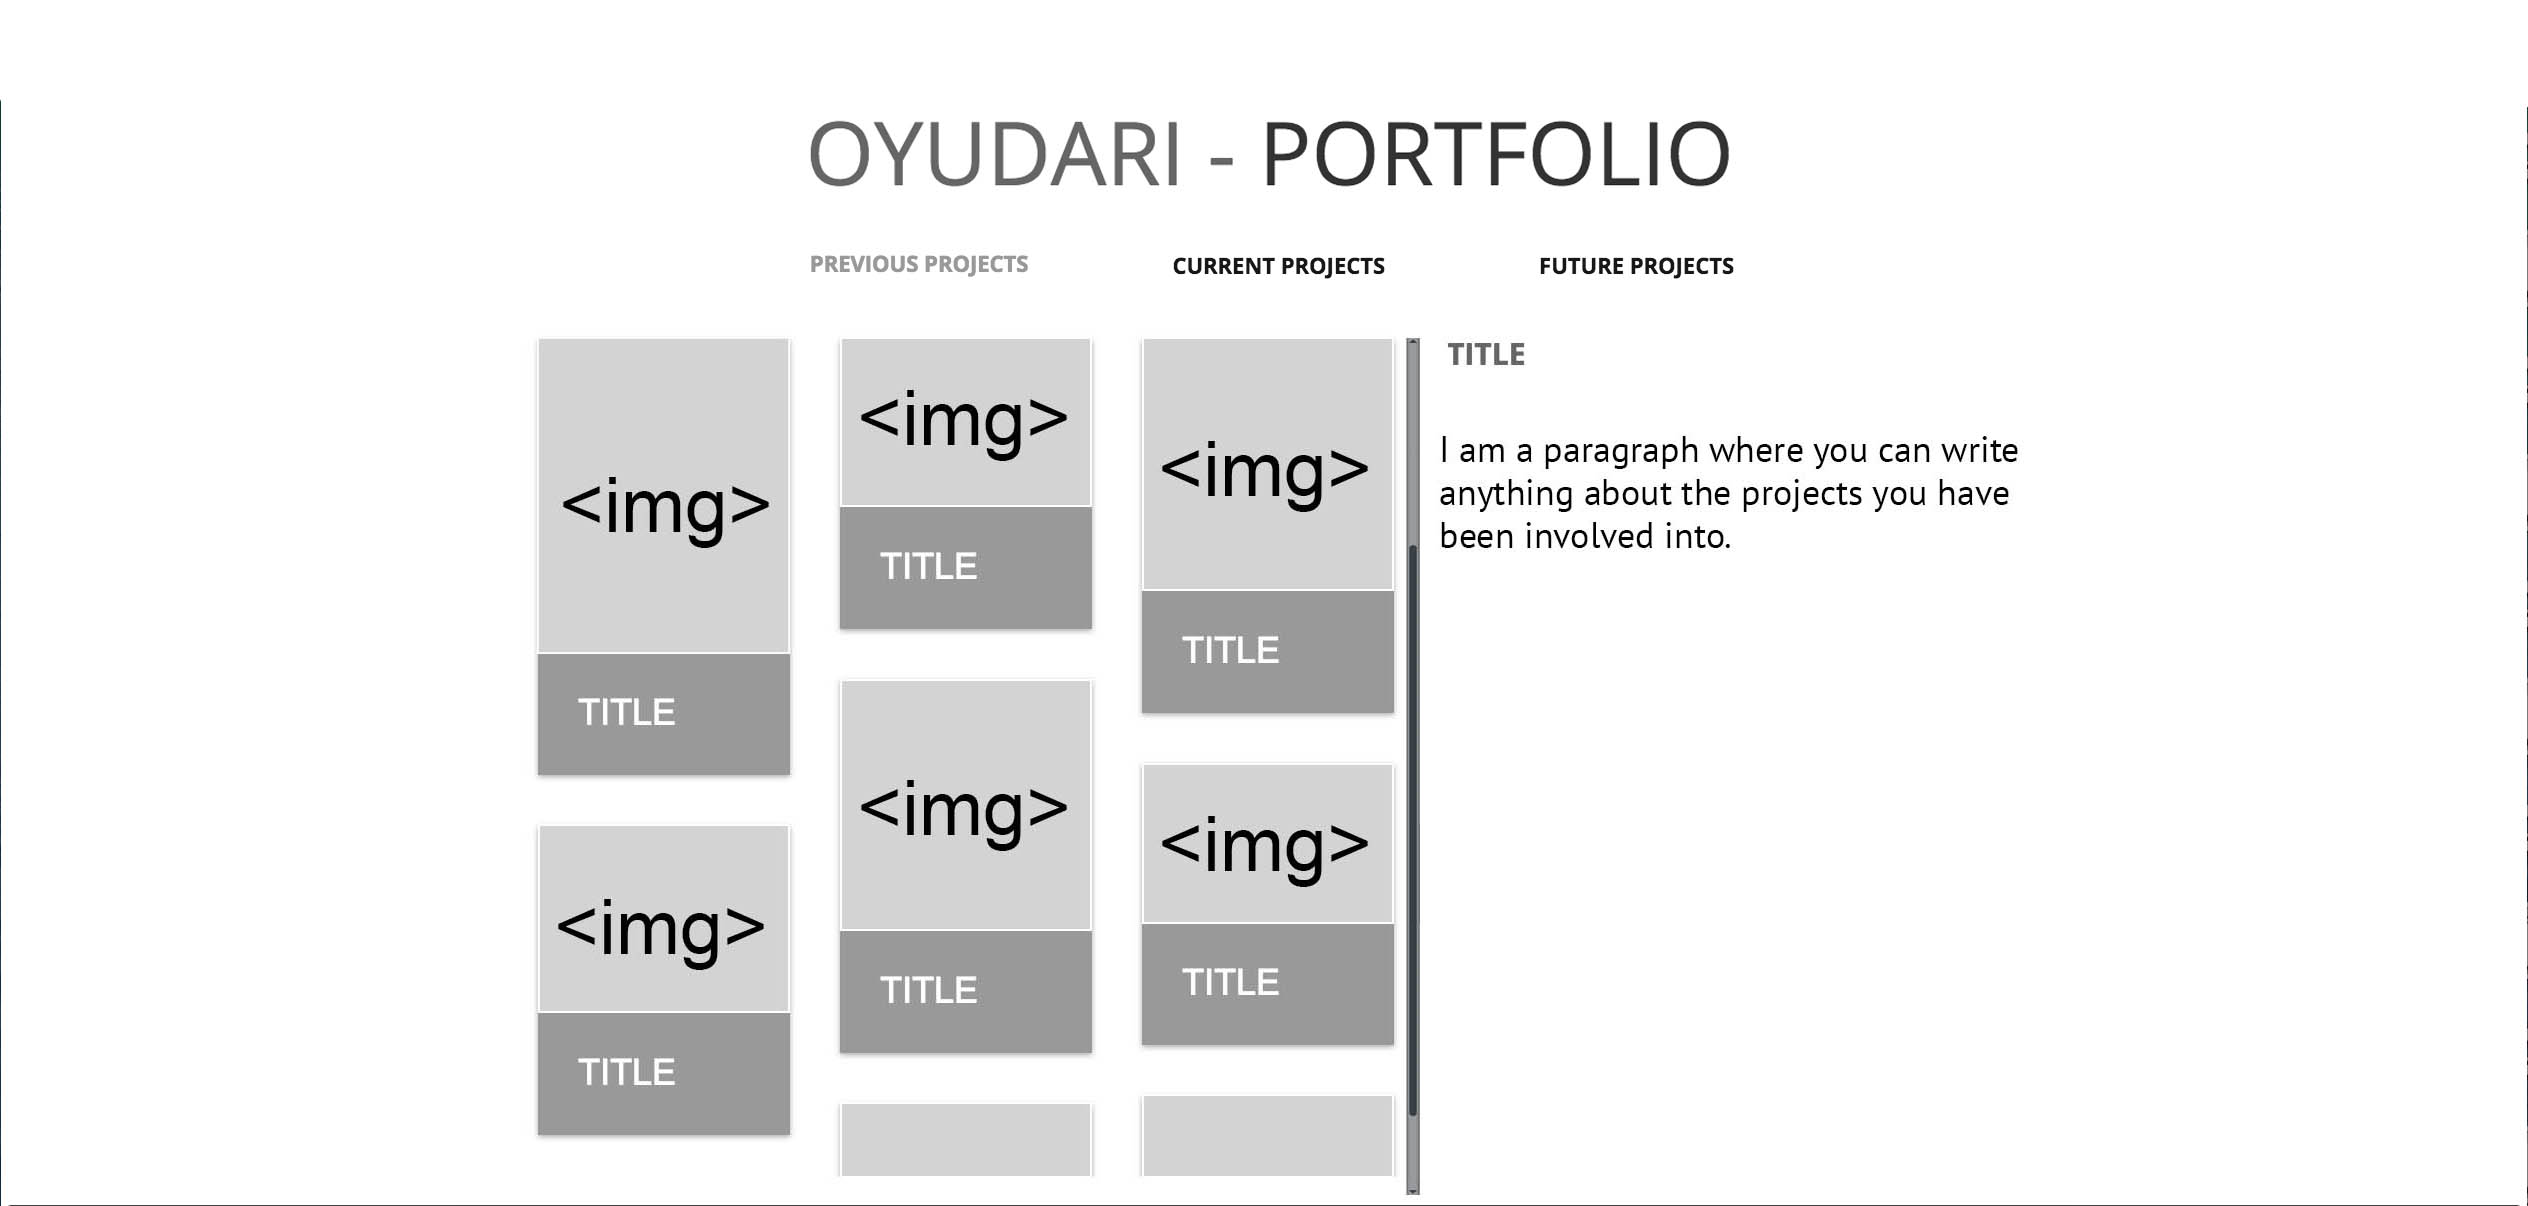 OYUDARI - PORTFOLIO
PREVIOUS PROJECTS
CURRENT PROJECTS
FUTURE PROJECTS
<img>
TITLE
<img>
TITLE
<img>
TITLE
<img>
TITLE
<img>
TITLE
<img>
TITLE
TITLE
I am a paragraph where you can write
anything about the projects you have
been involved into.